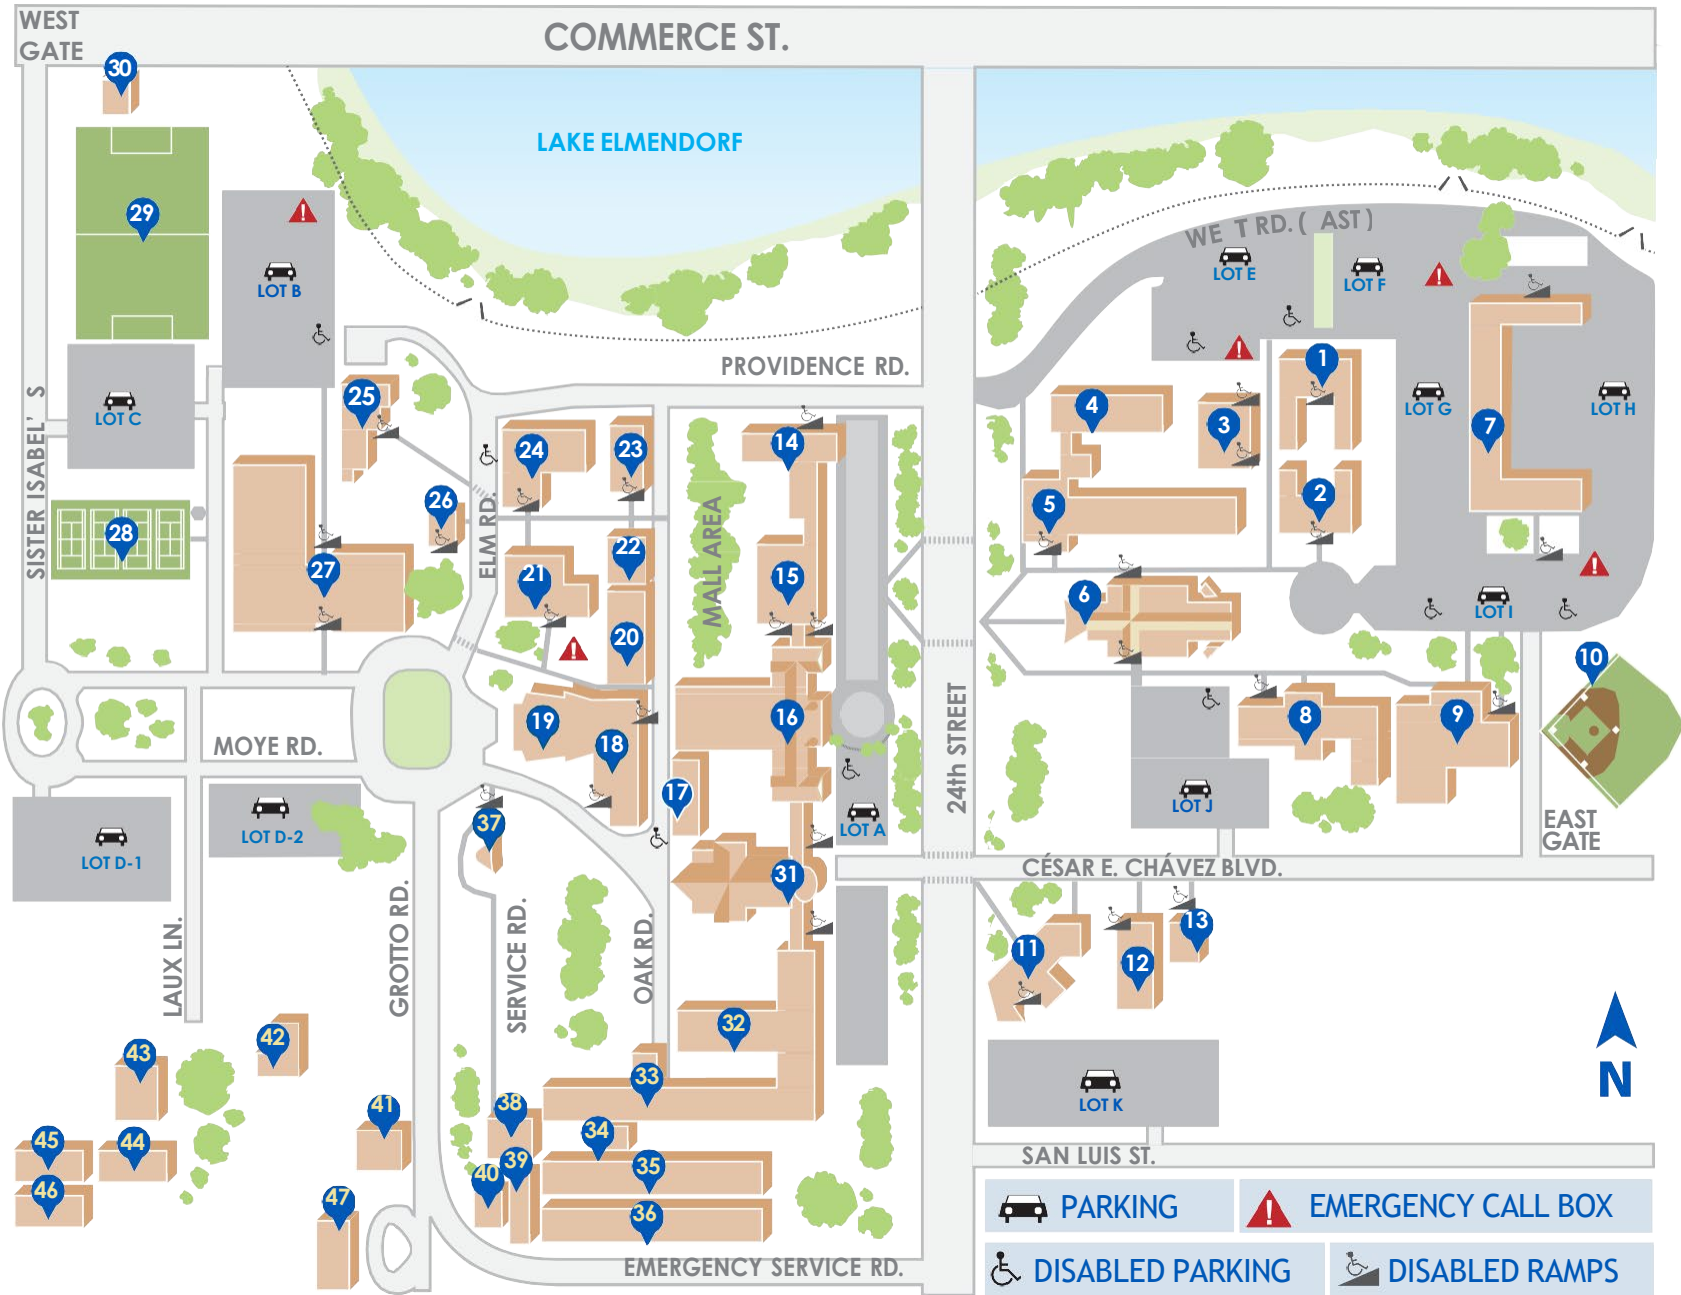 WEST
GATE
COMMERCE ST.
30
LAKE ELMENDORF
29
LOT B
WE T RD. ( AST )
LOT E
LOT F
SISTER ISABEL' S
LOT C
25
PROVIDENCE RD.
1
4
3
LOT G
7
LOT H
24
23
14
26
ELM RD.
MALL AREA
5
2
28
27
22
21
15
6
LOT I
20
10
24th STREET
19
18
16
8
9
MOYE RD.
17
37
LOT D-1
LOT D-2
LOT A
LOT J
EAST
GATE
31
CÉSAR E. CHÁVEZ BLVD.
LAUX LN.
GROTTO RD.
SERVICE RD.
OAK RD.
11
12
13
32
42
43
33
LOT K
N
41
38
34
45
44
39
35
SAN LUIS ST.
46
40
47
36
PARKING
EMERGENCY CALL BOX
EMERGENCY SERVICE RD.
DISABLED PARKING
DISABLED RAMPS